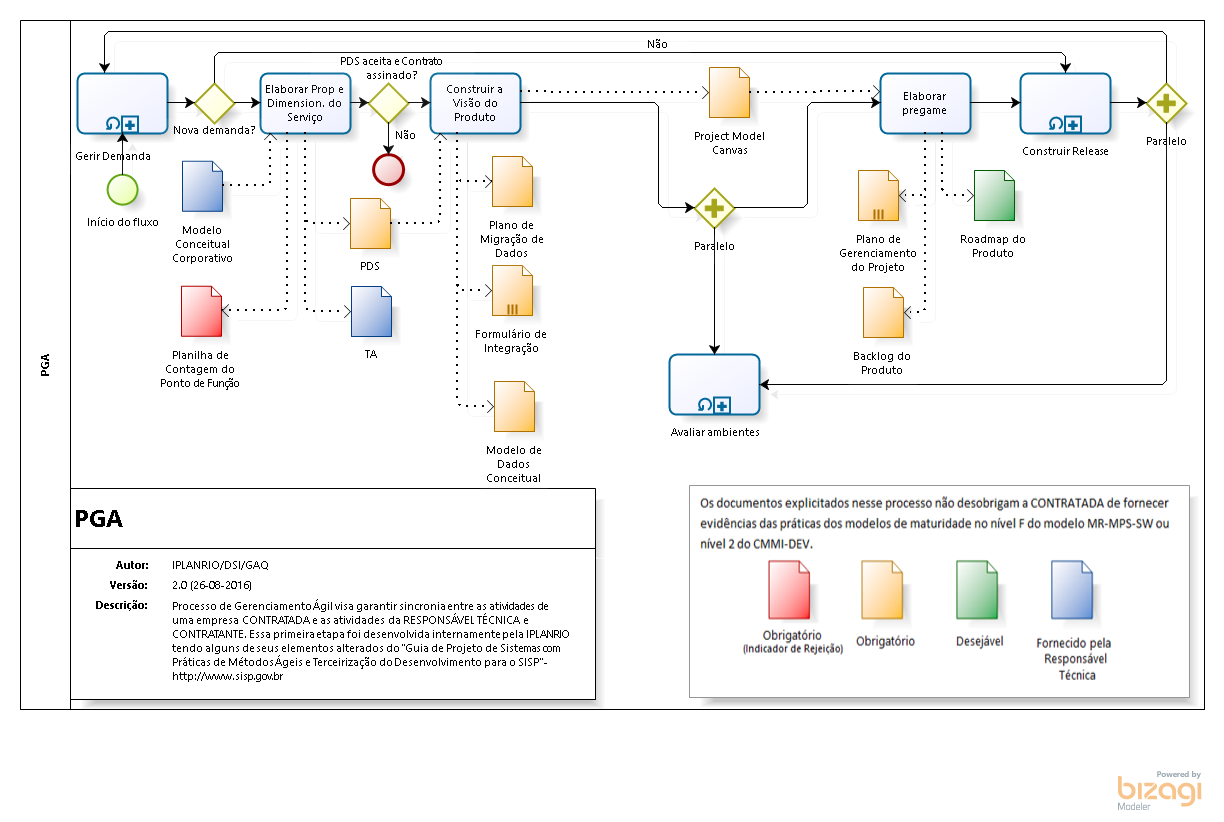 PGA
Não
PDS aceita e Contrato
assinado?
Elaborar Prop e
Dimension. do
Serviço
Construir a
Visão do
Produto
Elaborar
pregame
Nova demanda?
Não
Project Model
Canvas
Construir Release
Paralelo
Gerir Demanda
Início do fluxo
Modelo
Conceitual
Corporativo
PDS
Plano de
Migração de
Dados
Paralelo
Plano de
Gerenciamento
do Projeto
Roadmap do
Produto
Planilha de
Contagem do
Ponto de Função
TA
Formulário de
Integração
Backlog do
Produto
Avaliar ambientes
Modelo de
Dados
Conceitual
PGA
Autor: IPLANRIO/DSI/GAQ
Versão: 2.0 (26-08-2016)
Descrição: Processo de Gerenciamento Ágil visa garantir sincronia entre as atividades de
uma empresa CONTRATADA e as atividades da RESPONSÁVEL TÉCNICA e
CONTRATANTE. Essa primeira etapa foi desenvolvida internamente pela IPLANRIO
tendo alguns de seus elementos alterados do "Guia de Projeto de Sistemas com
Práticas de Métodos Ágeis e Terceirização do Desenvolvimento para o SISP"-
http://www.sisp.gov.br
Os documentos explicitados nesse processo não desobrigam a CONTRATADA de fornecer
evidências das práticas dos modelos de maturidade no nível F do modelo MR-MPS-SW ou
nível 2 do CMMI-DEV.
Obrigatório
(Indicador de Rejeição)
Obrigatório
Desejável
Fornecido pela
Responsável
Técnica
Powered by
bizagi
Modeler